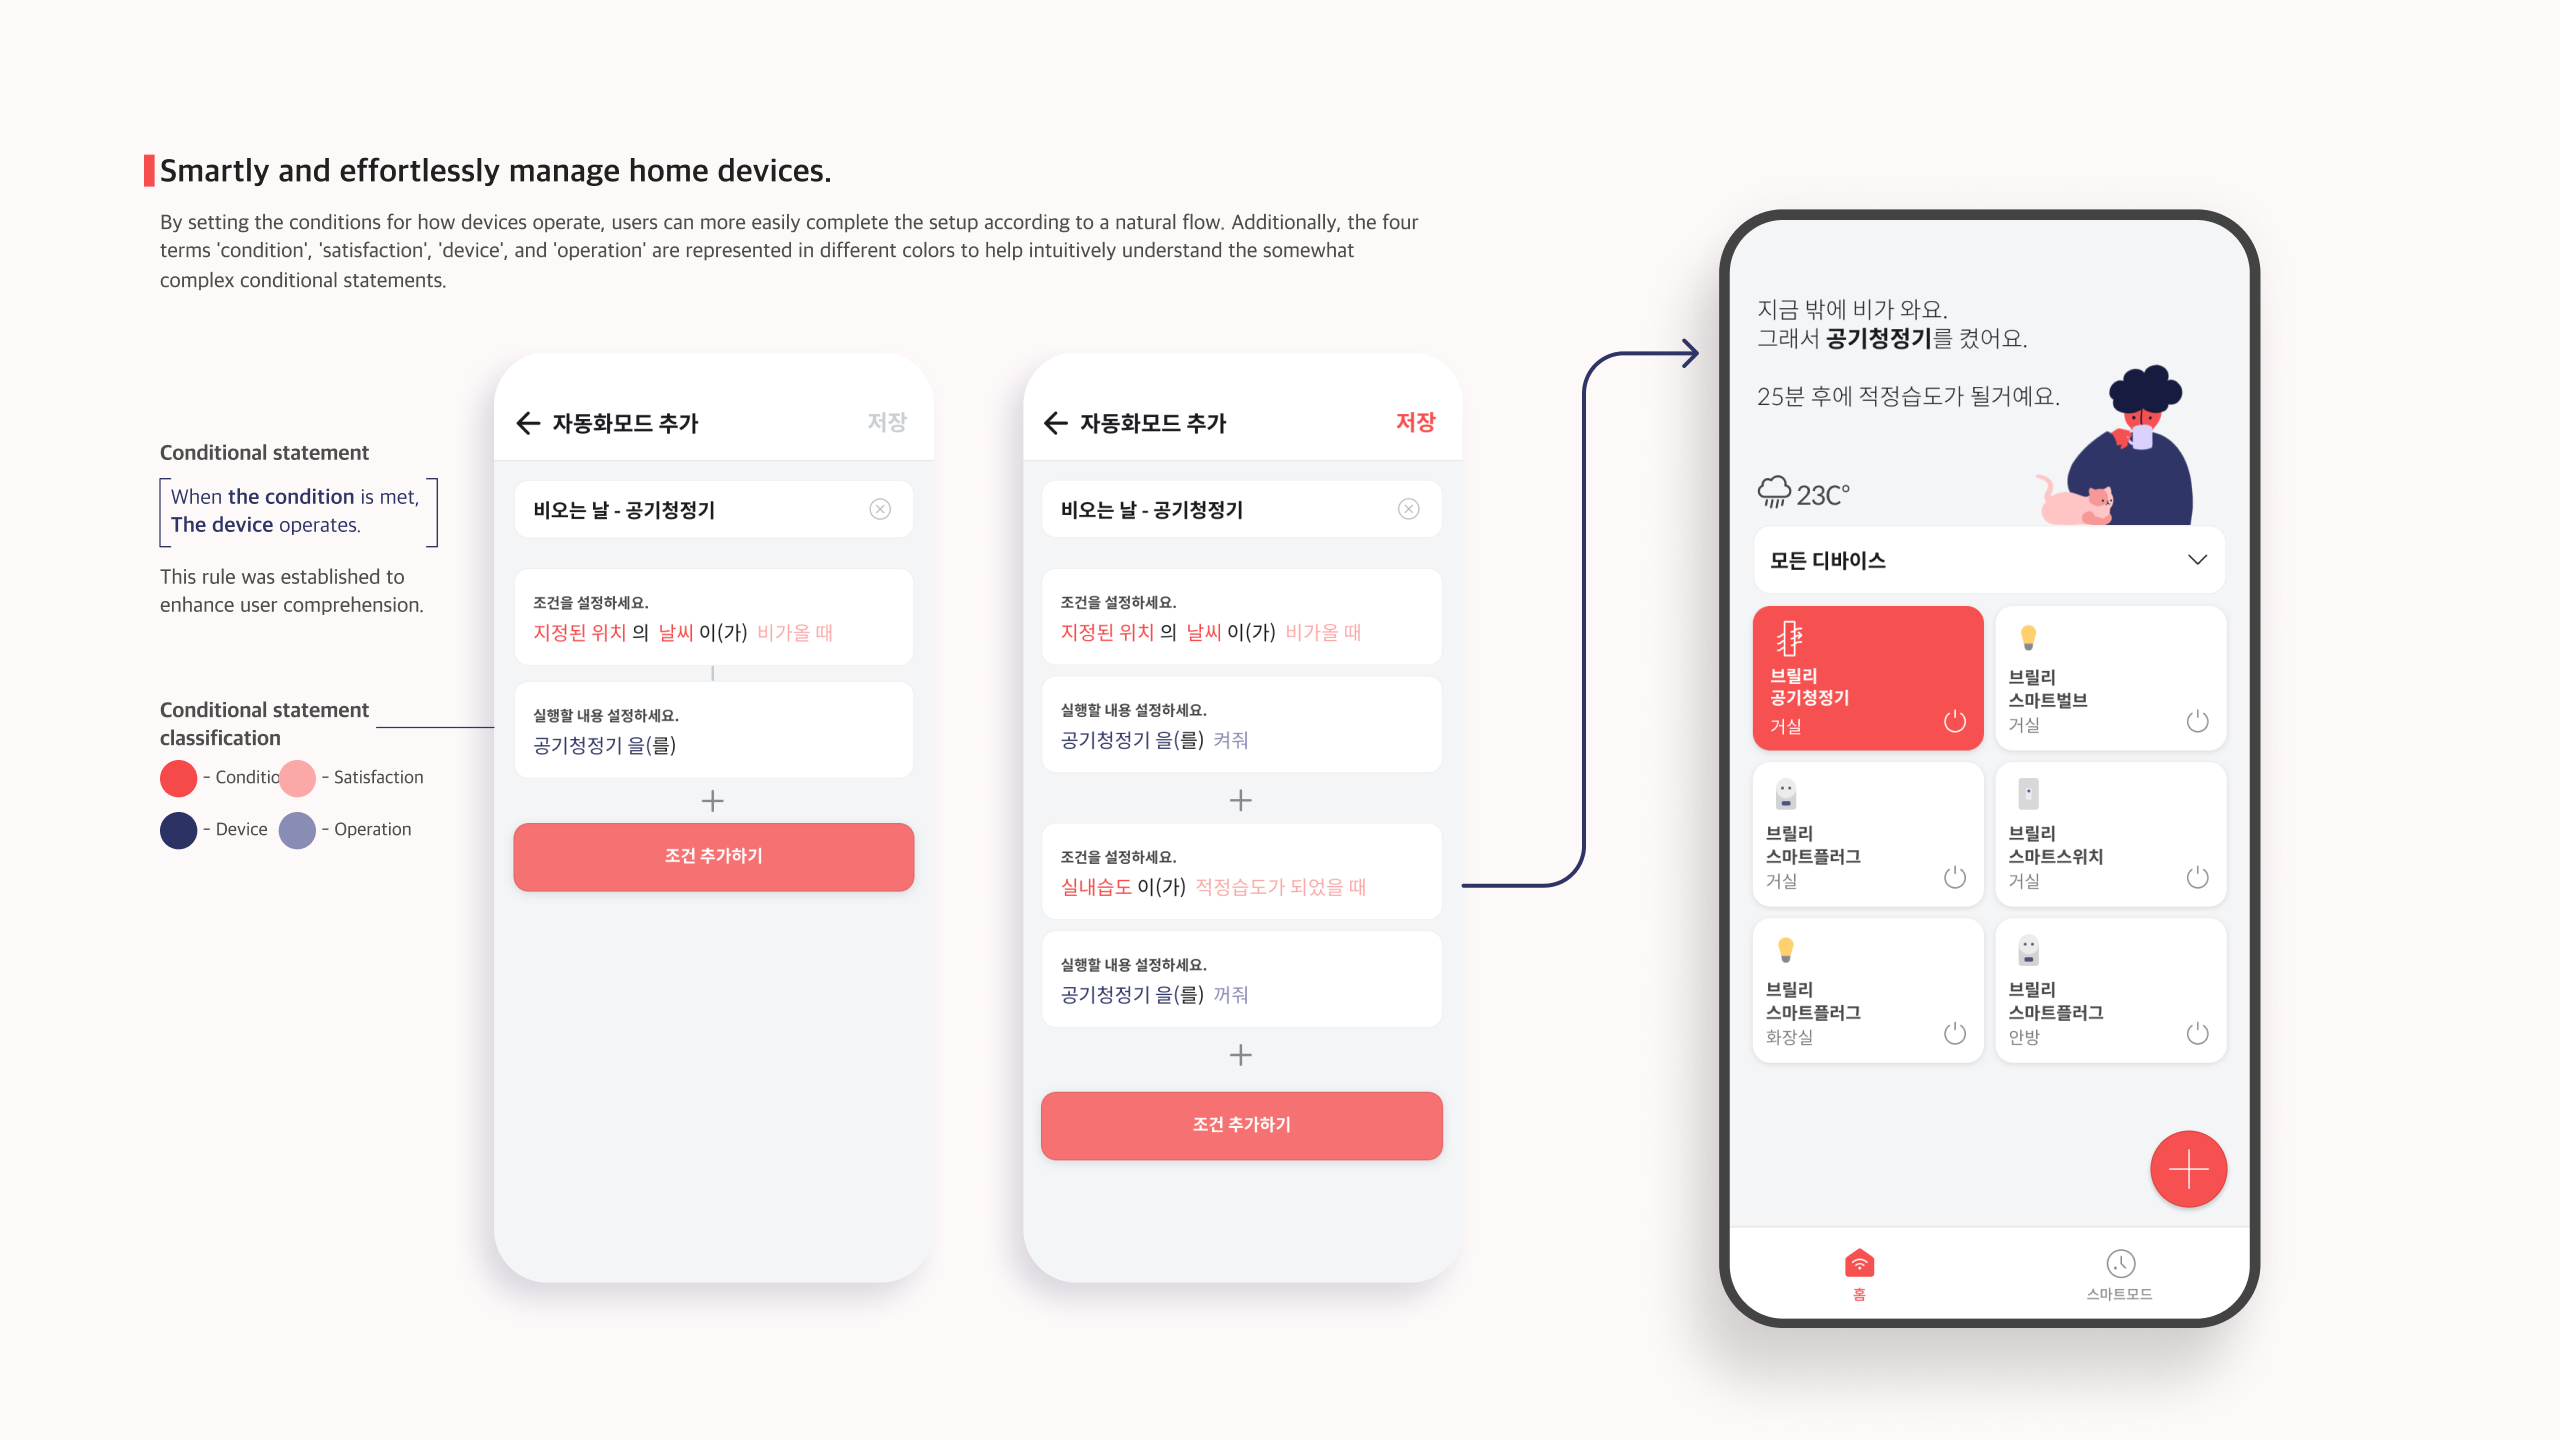 Smartly and effortlessly manage home devices.
By setting the conditions for how devices operate, users can more easily complete the setup according to a natural flow. Additionally, the four
terms 'condition', 'satisfaction', 'device', and 'operation' are represented in different colors to help intuitively understand the somewhat
complex conditional statements.
Conditional statement
When the condition is met,
The device operates.
This rule was established to
enhance user comprehension.
Conditional statement
classification
- Conditio
- Satisfaction
- Device
- Operation
자동화모드 추가
저장
비오는 날 - 공기청정기
조건을 설정하세요.
지정된 위치 의 날씨 이(가) 비가올 때
실행할 내용 설정하세요.
공기청정기 을(를)
조건 추가하기
자동화모드 추가
저장
비오는 날 - 공기청정기
조건을 설정하세요.
지정된 위치 의 날씨 이(가) 비가올 때
실행할 내용 설정하세요.
공기청정기 을(를) 켜줘
조건을 설정하세요.
실내습도 이(가) 적정습도가 되었을 때
실행할 내용 설정하세요.
공기청정기 을(를) 꺼줘
조건 추가하기
지금 밖에 비가 와요.
그래서 공기청정기를 켰어요.
25분 후에 적정습도가 될거예요.
23C°
모든 디바이스
브릴리
공기청정기
거실
브릴리
스마트벌브
거실
브릴리
스마트플러그
거실
브릴리
스마트스위치
거실
브릴리
스마트플러그
화장실
브릴리
스마트플러그
안방
홈
스마트모드